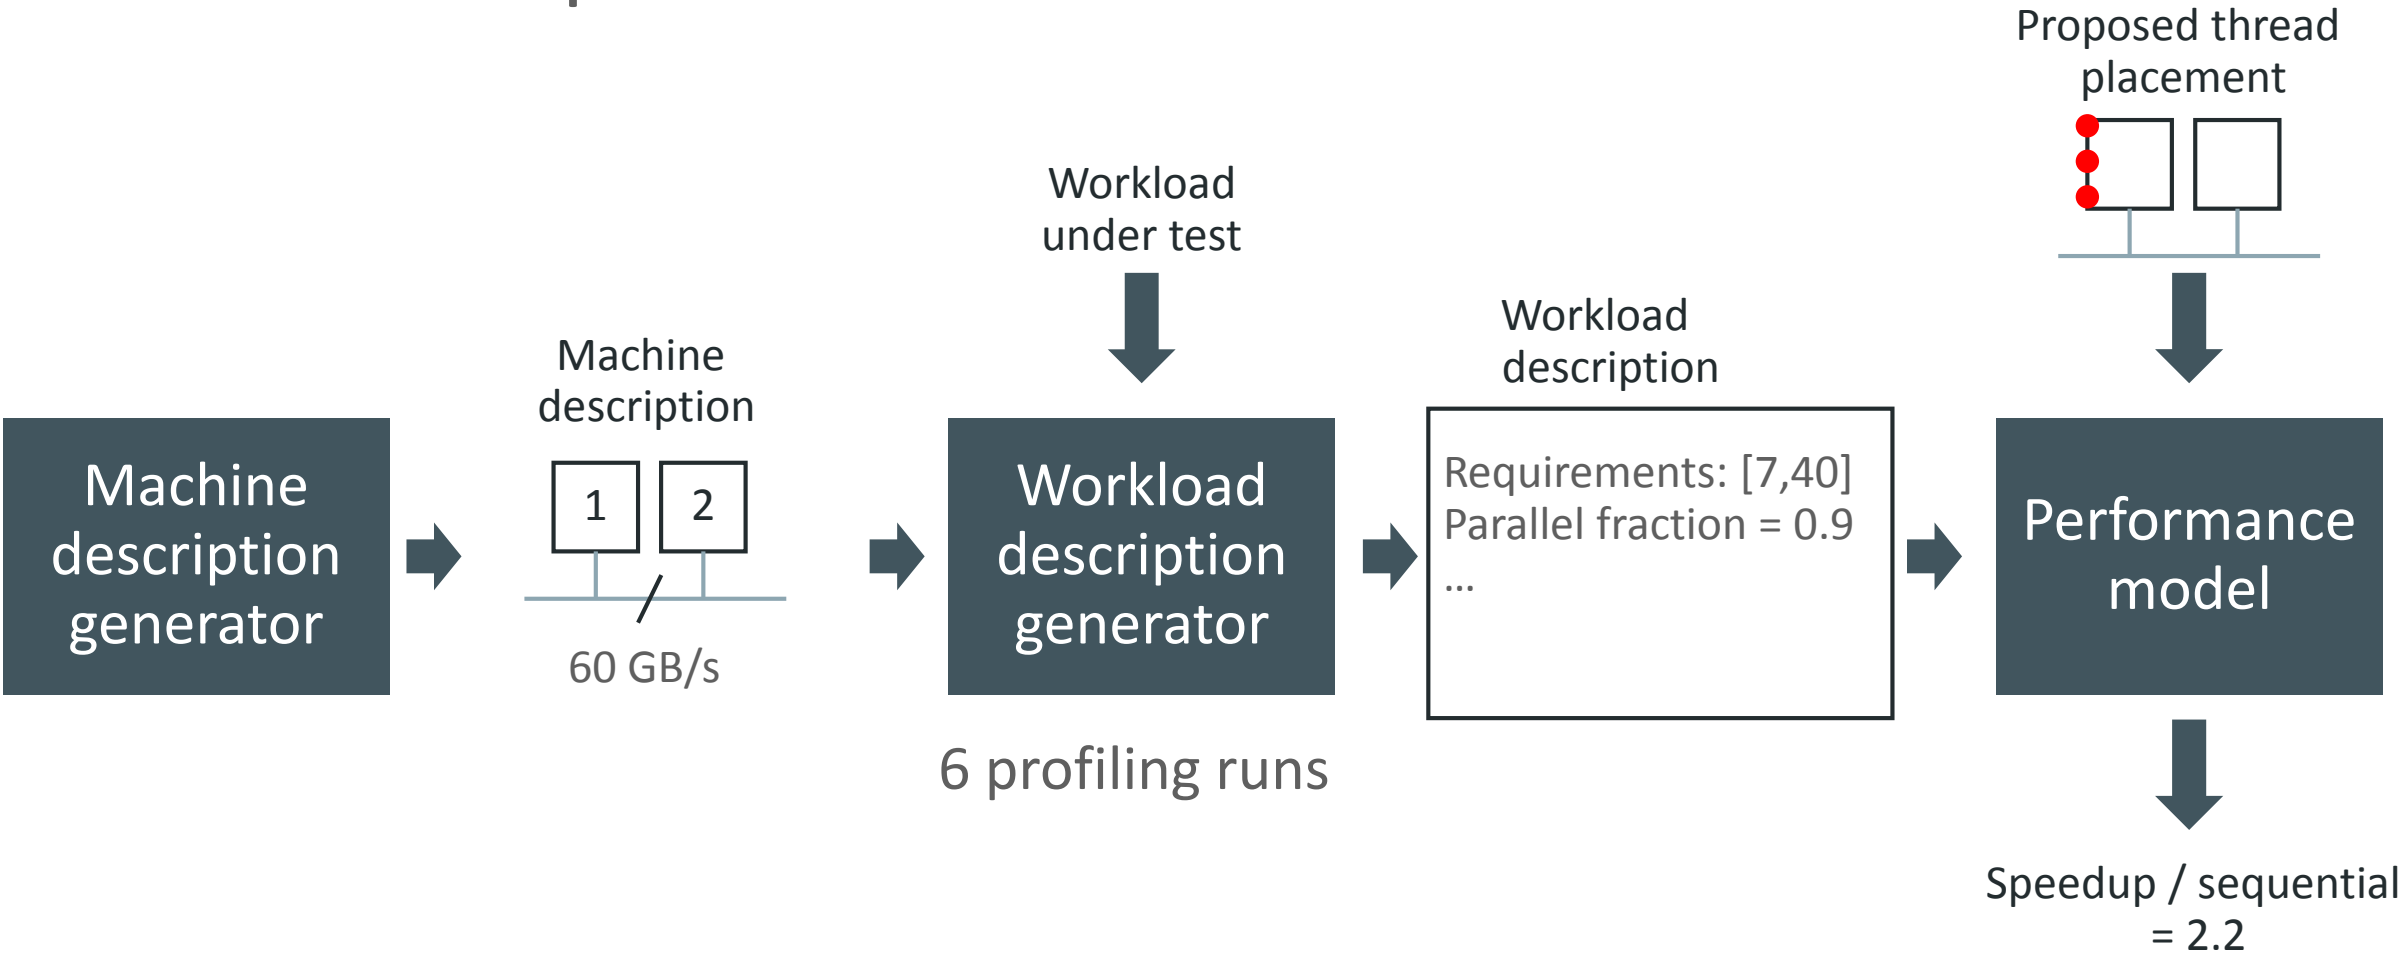 Proposed thread
placement
Workload
under test
Workload
description
Machine
description
Machine
description
generator
1
2
60 GB/s
Workload
description
generator
6 profiling runs
Requirements: [7,40]
Parallel fraction = 0.9
...
Performance
model
Speedup / sequential
= 2.2